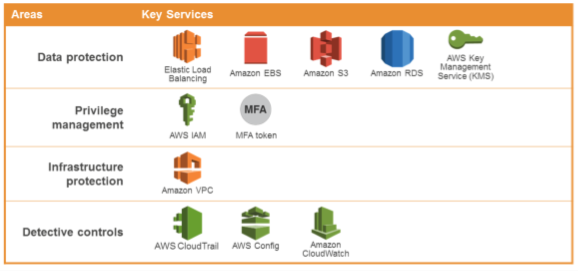 Areas Key Services
Data protection
Elastic Load
Balancing
Amazon EBS
Amazon S3
Amazon RDS
AWS Key
Management
Service (KMS)
Privilege
management
AWS IAM
MFA
MFA token
Infrastructure
protection
Amazon VPC
Detective controls
AWS CloudTrail
AWS Config
Amazon
CloudWatch